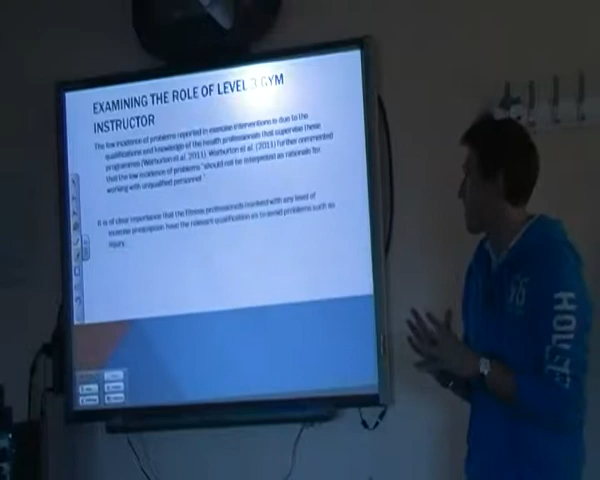 EXAMINING THE ROLE OF LEVEL 3 GYM
INSTRUCTOR
The low incidence of problems reported in exercise interventions is due to the
qualifications and knowledge of the health professionals that supervise these
programmes (Warburton et al. 2011). Warburton et al. (2011) further commented
that the low incidence of problems "should not be interpreted as rationale for
working with unqualified personnel."
It is of clear importance that the fitness professionals involved with any level of
exercise prescription have the relevant qualification as to avoid problems such as
injury.